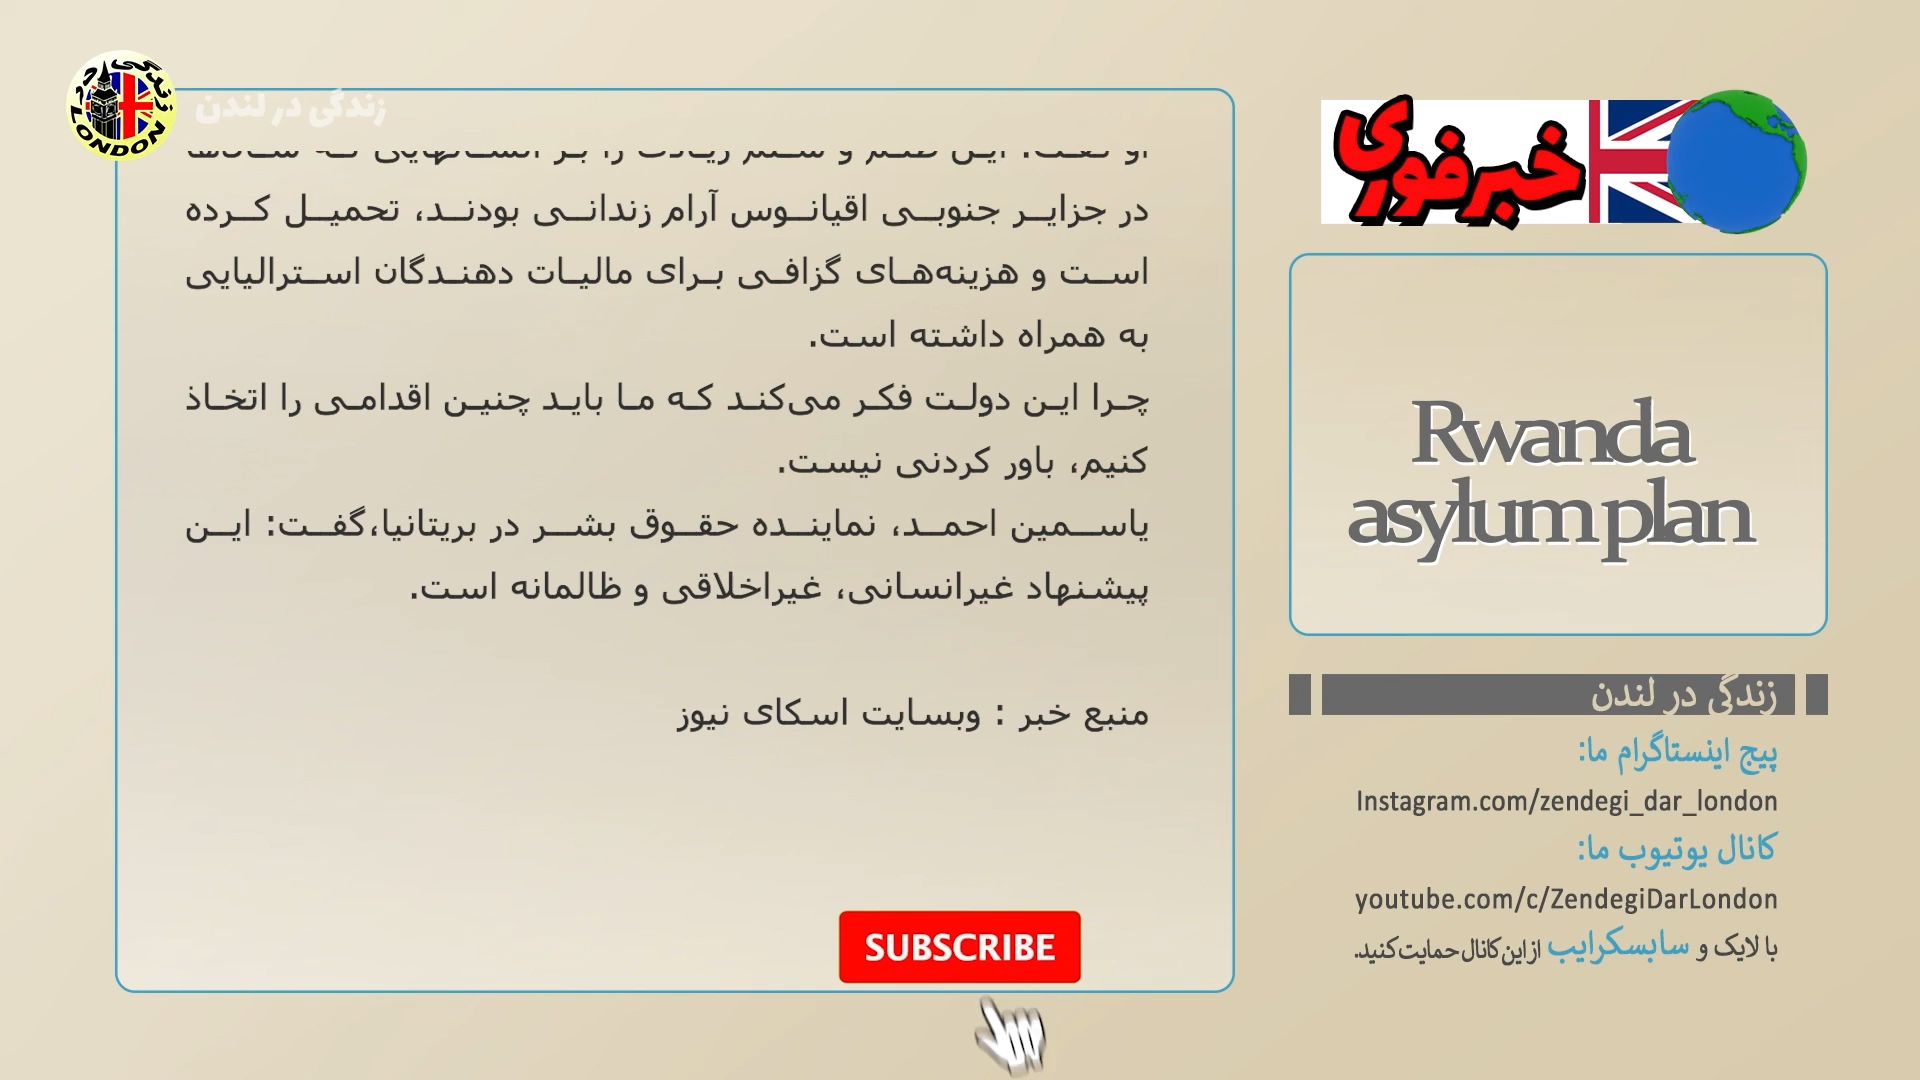 زندگی در لندن
LONDON
زندگی در لندن
در جزایر جنوبی اقیانوس آرام زندانی بودند، تحمیل کرده
است و هزینه‌های گزافی برای مالیات دهندگان استرالیایی
به همراه داشته است.
چرا این دولت فکر می‌کند که ما باید چنین اقدامی را اتخاذ
کنیم، باور کردنی نیست.
یاسمین احمد، نماینده حقوق بشر در بریتانیا،گفت: این
پیشنهاد غیرانسانی، غیراخلاقی و ظالمانه است.
منبع خبر : وبسایت اسکای نیوز
SUBSCRIBE
خبرفوری
Rwanda
asylum plan
زندگی در لندن
پیج اینستاگرام ما:
Instagram.com/zendegi_dar_london
کانال یوتیوب ما:
youtube.com/c/ZendegiDarLondon
با لایک و سابسکرایب از این کانال حمایت کنید.